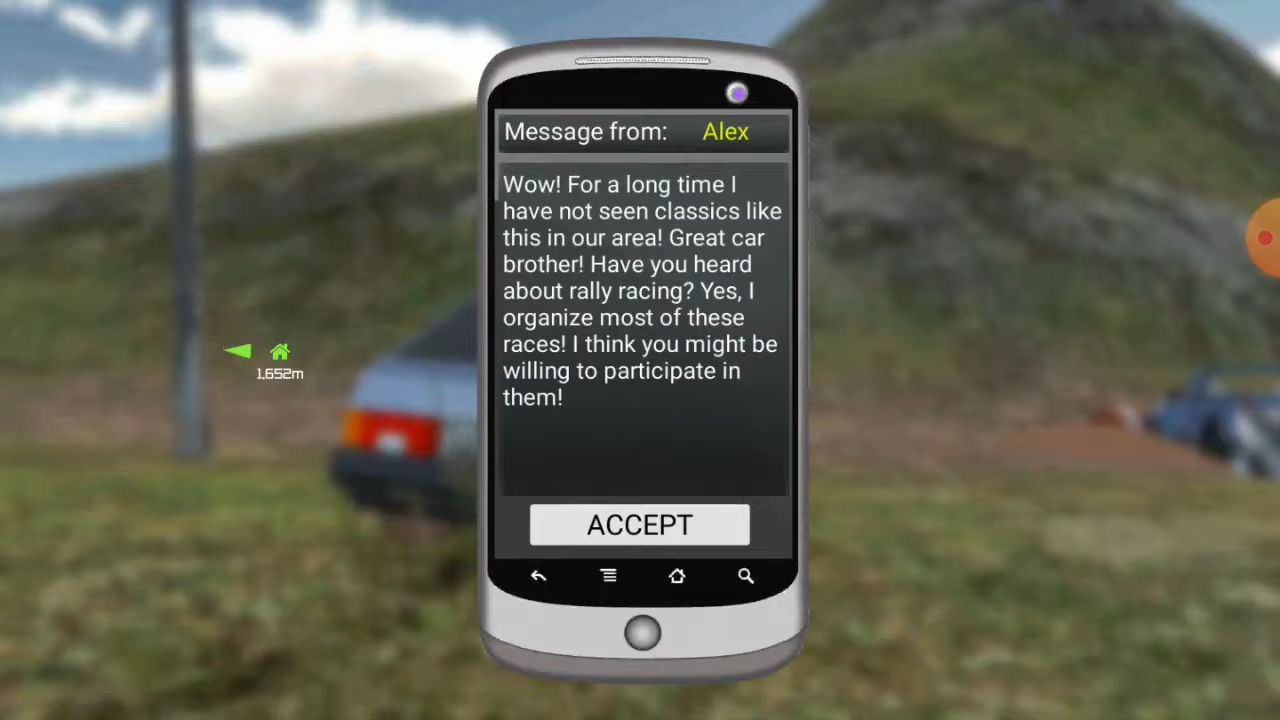 Message from: Alex
Wow! For a long time I
have not seen classics like
this in our area! Great car
brother! Have you heard
about rally racing? Yes, I
organize most of these
races! I think you might be
willing to participate in
them!
1,652m
ACCEPT